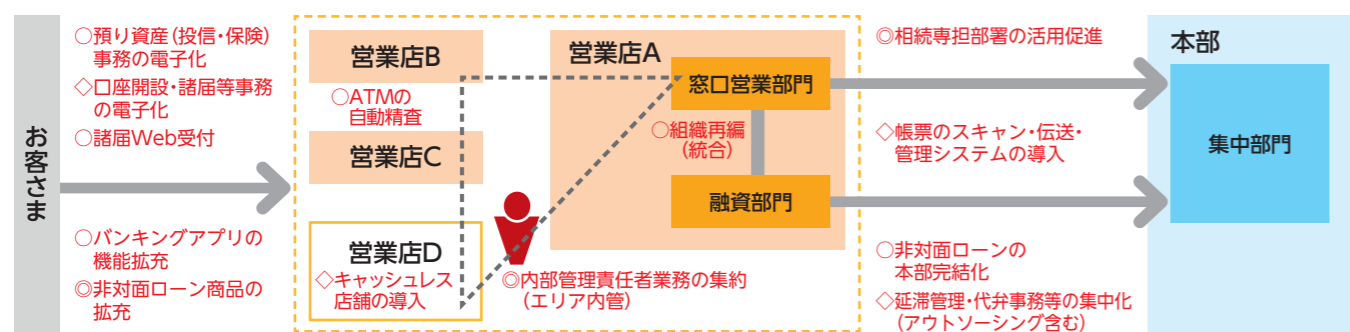 お客さま
○預り資産(投信・保険)
事務の電子化
◇口座開設・諸届等事務
の電子化
○諸届Web受付
○バンキングアプリの
機能拡充
◎非対面ローン商品の
拡充
営業店B
○ATMの
自動精査
営業店C
営業店D
◇キャッシュレス
店舗の導入
営業店A
窓口営業部門
○組織再編
(統合)
融資部門
◎内部管理責任者業務の集約
(エリア内管)
◎相続専担部署の活用促進
◇帳票のスキャン・伝送・
管理システムの導入
○非対面ローンの
本部完結化
◇延滞管理・代弁事務等の集中化
(アウトソーシング含む)
本部
集中部門